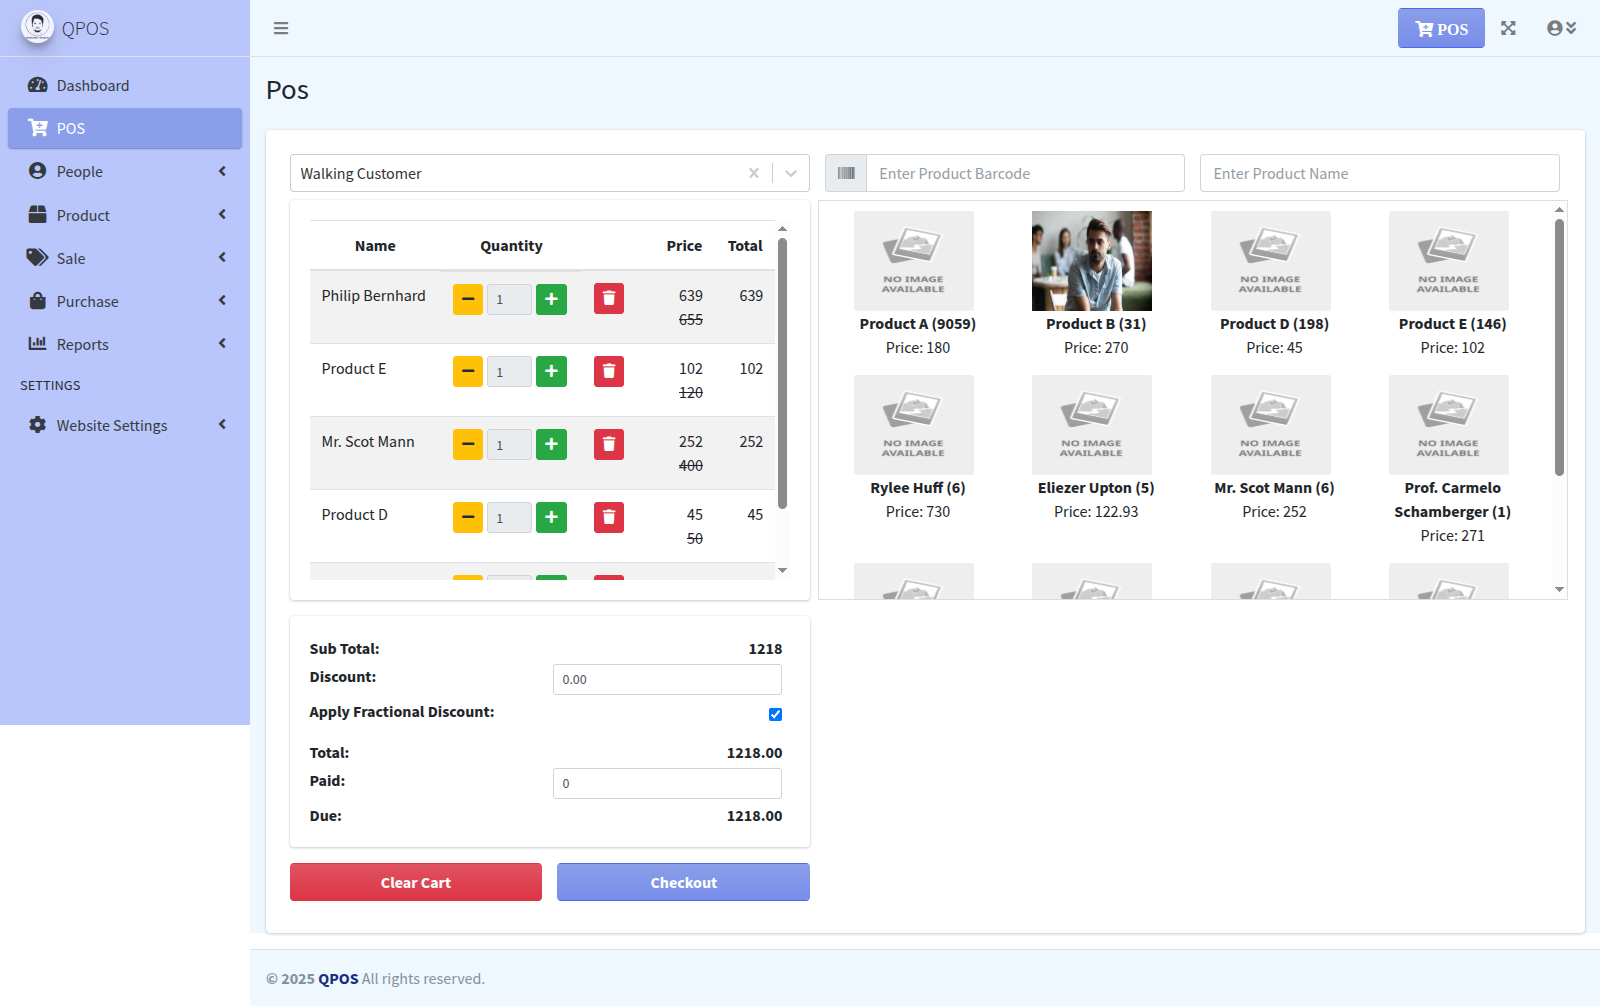 QPOS
POS
Dashboard
POS
People
Product
Sale
Purchase
Reports
SETTINGS
Website Settings
Pos
Walking Customer
Enter Product Barcode
Enter Product Name
Name Quantity Price Total
Philip Bernhard 1 639 639
655
Product E 1 102 102
120
Mr. Scot Mann 1 252 252
400
Product D 1 45 45
50
NO IMAGE AVAILABLE
Product A (9059)
Price: 180
Product B (31)
Price: 270
NO IMAGE AVAILABLE
Product D (198)
Price: 45
NO IMAGE AVAILABLE
Product E (146)
Price: 102
NO IMAGE AVAILABLE
Rylee Huff (6)
Price: 730
NO IMAGE AVAILABLE
Eliezer Upton (5)
Price: 122.93
NO IMAGE AVAILABLE
Mr. Scot Mann (6)
Price: 252
NO IMAGE AVAILABLE
Prof. Carmelo
Schamberger (1)
Price: 271
Sub Total: 1218
Discount: 0.00
Apply Fractional Discount:
Total: 1218.00
Paid: 0
Due: 1218.00
Clear Cart
Checkout
© 2025 QPOS All rights reserved.